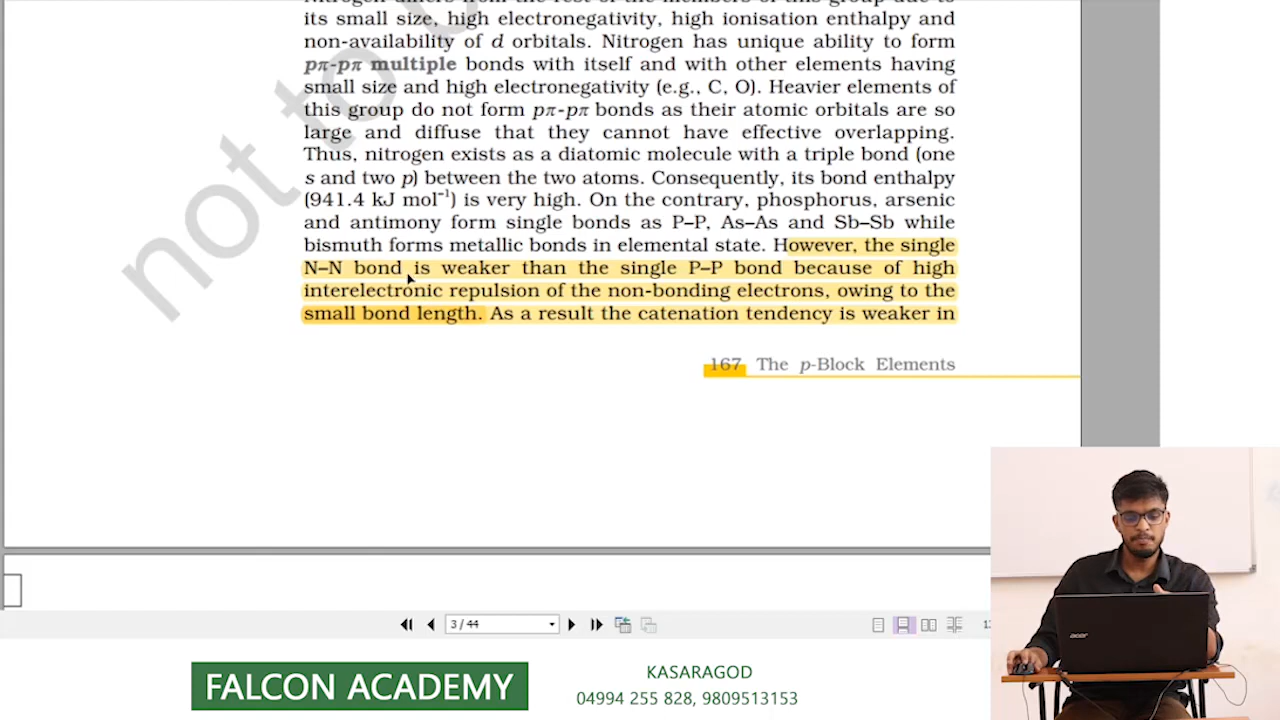 its small size, high electronegativity, high ionisation enthalpy and
non-availability of d orbitals. Nitrogen has unique ability to form
pπ-pπ multiple bonds with itself and with other elements having
small size and high electronegativity (e.g., C, O). Heavier elements of
this group do not form pπ-pπ bonds as their atomic orbitals are so
large and diffuse that they cannot have effective overlapping.
Thus, nitrogen exists as a diatomic molecule with a triple bond (one
s and two p) between the two atoms. Consequently, its bond enthalpy
(941.4 kJ mol⁻¹) is very high. On the contrary, phosphorus, arsenic
and antimony form single bonds as P–P, As–As and Sb–Sb while
bismuth forms metallic bonds in elemental state. However, the single
N–N bond is weaker than the single P–P bond because of high
interelectronic repulsion of the non-bonding electrons, owing to the
small bond length. As a result the catenation tendency is weaker in
167 The p-Block Elements
not to
3 / 44
acer
FALCON ACADEMY
KASARAGOD
04994 255 828, 9809513153